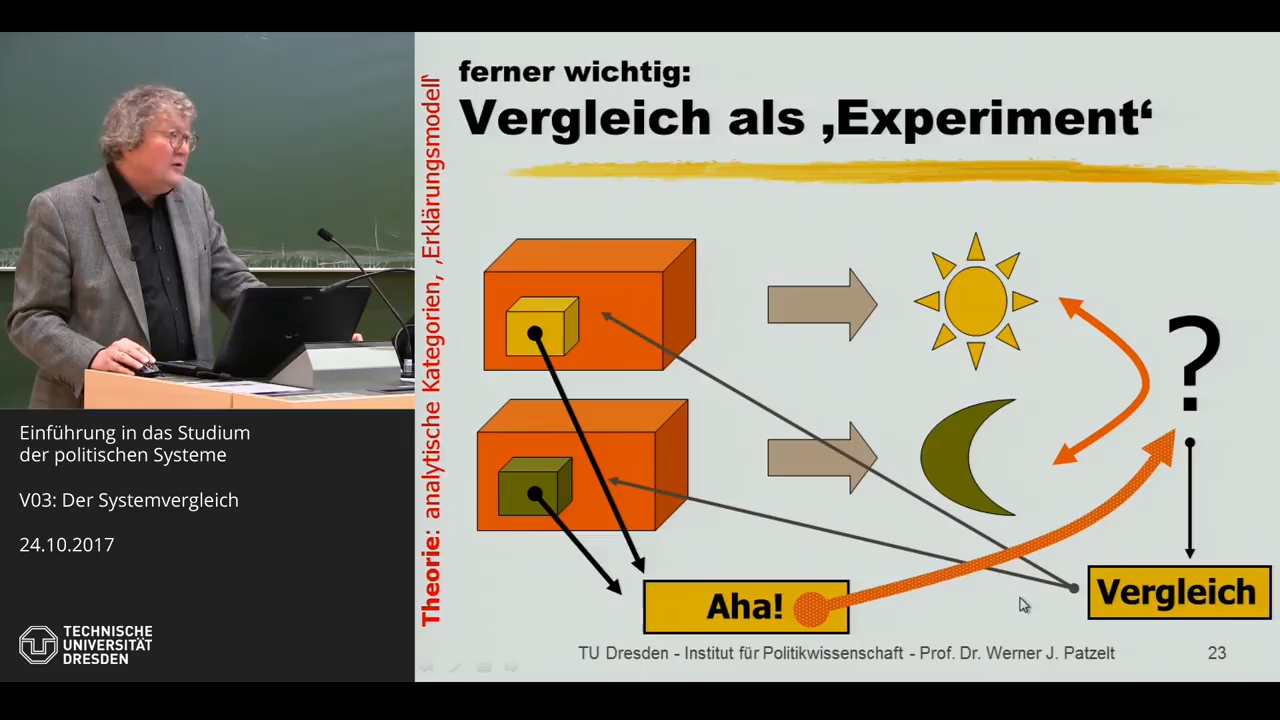 ferner wichtig:
Vergleich als ‚Experiment‘
Theorie: analytische Kategorien, ‚Erklärungsmodell‘
?
Aha!
Vergleich
TU Dresden - Institut für Politikwissenschaft - Prof. Dr. Werner J. Patzelt
23
Einführung in das Studium
der politischen Systeme
V03: Der Systemvergleich
24.10.2017
TECHNISCHE
UNIVERSITÄT
DRESDEN